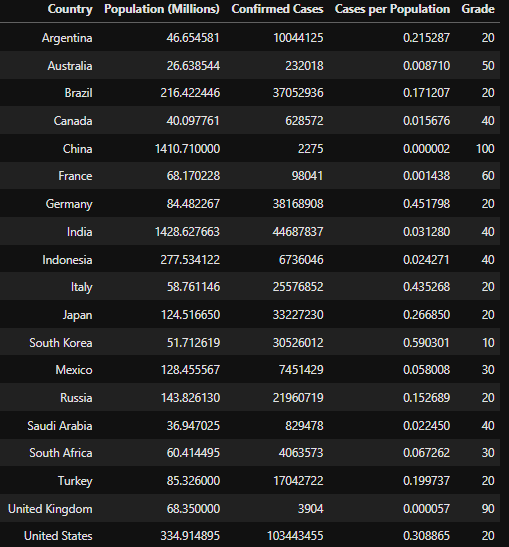 Country Population (Millions) Confirmed Cases Cases per Population Grade
Argentina 46.654581 10044125 0.215287 20
Australia 26.638544 232018 0.008710 50
Brazil 216.422446 37052936 0.171207 20
Canada 40.097761 628572 0.015676 40
China 1410.710000 2275 0.000002 100
France 68.170228 98041 0.001438 60
Germany 84.482267 38168908 0.451798 20
India 1428.627663 44687837 0.031280 40
Indonesia 277.534122 6736046 0.024271 40
Italy 58.761146 25576852 0.435268 20
Japan 124.516650 33227230 0.266850 20
South Korea 51.712619 30526012 0.590301 10
Mexico 128.455567 7451429 0.058008 30
Russia 143.826130 21960719 0.152689 20
Saudi Arabia 36.947025 829478 0.022450 40
South Africa 60.414495 4063573 0.067262 30
Turkey 85.326000 17042722 0.199737 20
United Kingdom 68.350000 3904 0.000057 90
United States 334.914895 103443455 0.308865 20